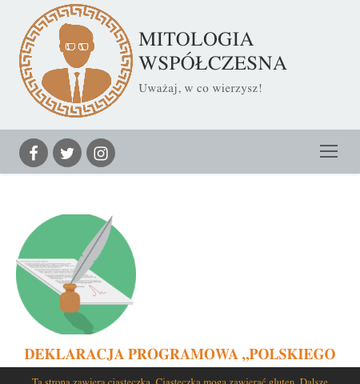 MITOLOGIA
WSPÓŁCZESNA
Uważaj, w co wierzysz!
DEKLARACJA PROGRAMOWA „POLSKIEGO
Ta strona zawiera ciasteczka. Ciasteczka mogą zawierać gluten. Dalsze